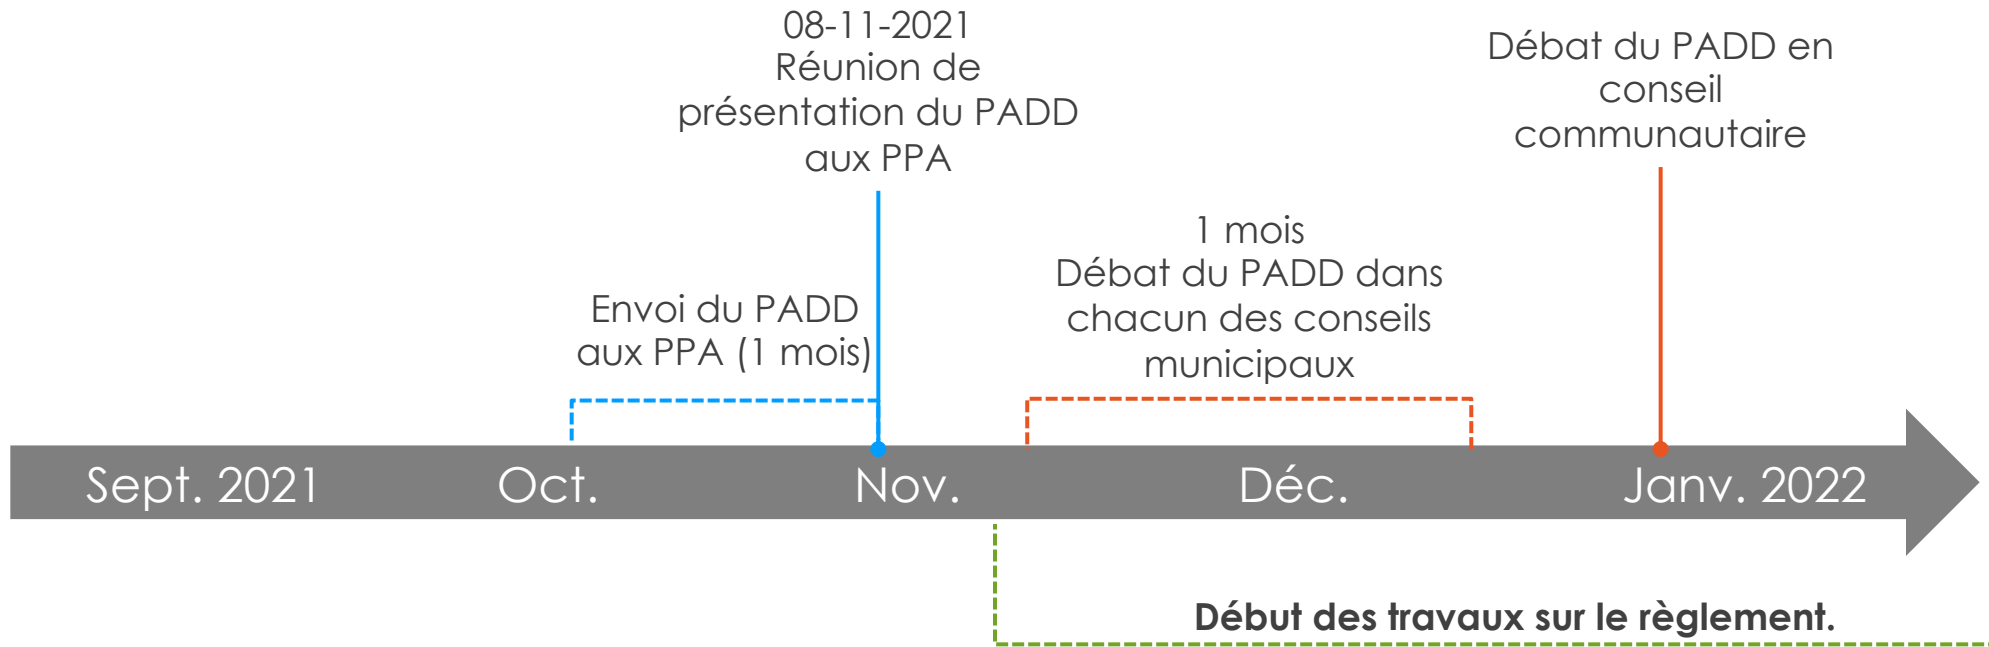 08-11-2021
Réunion de
présentation du PADD
aux PPA
Débat du PADD en
conseil
communautaire
1 mois
Débat du PADD dans
chacun des conseils
municipaux
Envoi du PADD
aux PPA (1 mois)
Sept. 2021
Oct.
Nov.
Déc.
Janv. 2022
Début des travaux sur le règlement.